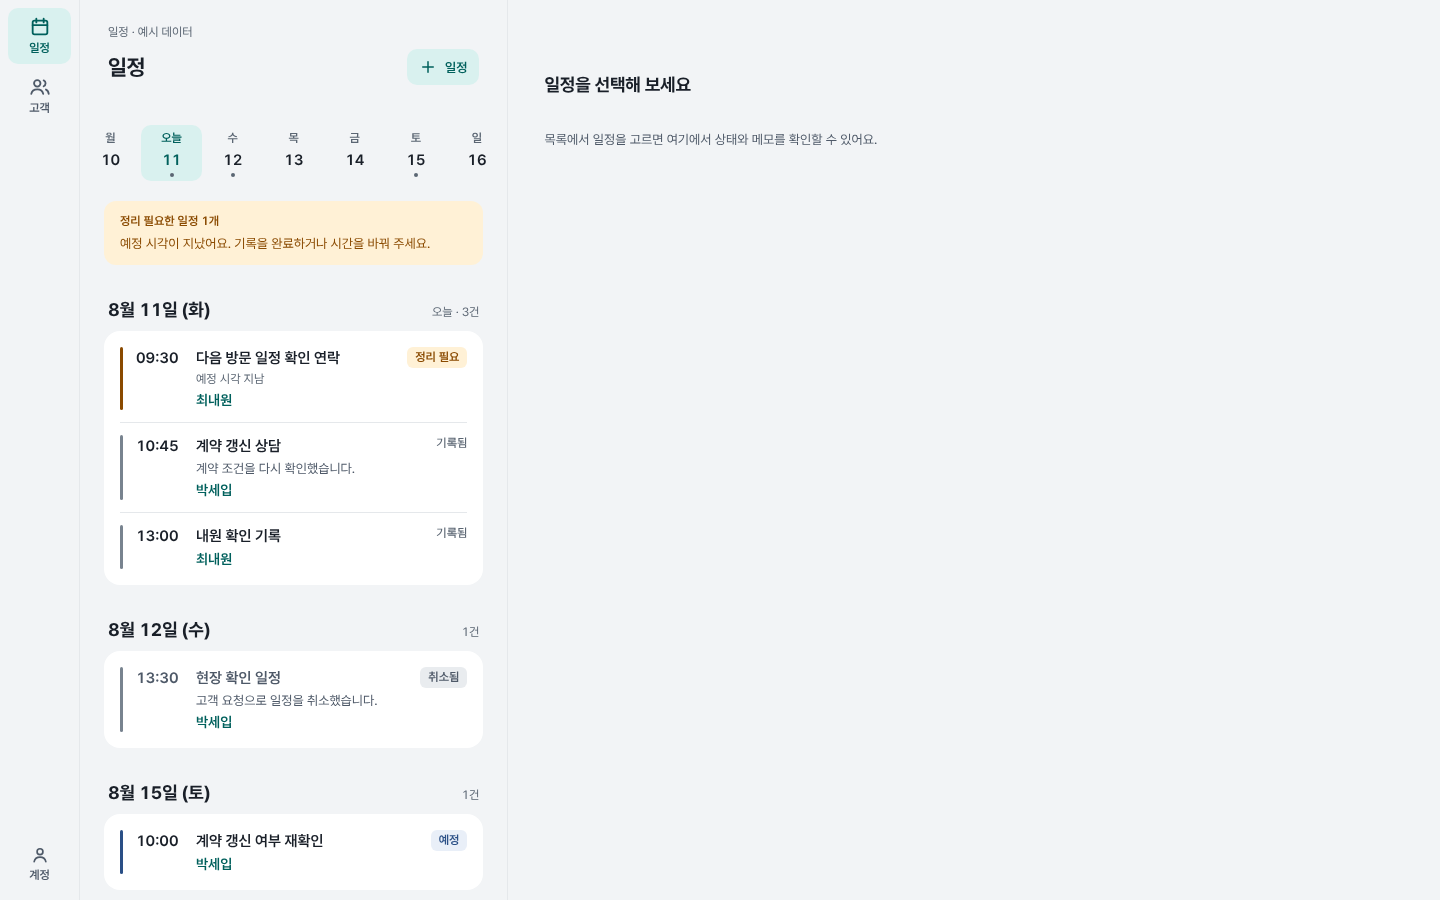 일정
고객
계정
일정 · 예시 데이터
일정
일정
월 오늘 수 목 금 토 일
10 11 12 13 14 15 16
정리 필요한 일정 1개
예정 시각이 지났어요. 기록을 완료하거나 시간을 바꿔 주세요.
8월 11일 (화) 오늘 · 3건
09:30 다음 방문 일정 확인 연락 정리 필요
예정 시각 지남
최내원
10:45 계약 갱신 상담 기록됨
계약 조건을 다시 확인했습니다.
박세입
13:00 내원 확인 기록 기록됨
최내원
8월 12일 (수) 1건
13:30 현장 확인 일정 취소됨
고객 요청으로 일정을 취소했습니다.
박세입
8월 15일 (토) 1건
10:00 계약 갱신 여부 재확인 예정
박세입
일정을 선택해 보세요
목록에서 일정을 고르면 여기에서 상태와 메모를 확인할 수 있어요.